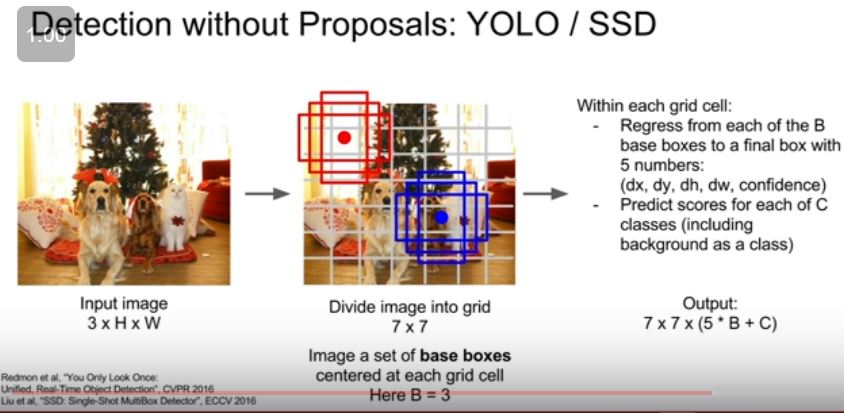 Detection without Proposals: YOLO / SSD
1.00
Within each grid cell:
- Regress from each of the B
base boxes to a final box with
5 numbers:
(dx, dy, dh, dw, confidence)
- Predict scores for each of C
classes (including
background as a class)
Input image
3 x H x W
Divide image into grid
7 x 7
Image a set of base boxes
centered at each grid cell
Here B = 3
Output:
7 x 7 x (5 * B + C)
Redmon et al, "You Only Look Once:
Unified, Real-Time Object Detection", CVPR 2016
Liu et al, "SSD: Single-Shot MultiBox Detector", ECCV 2016